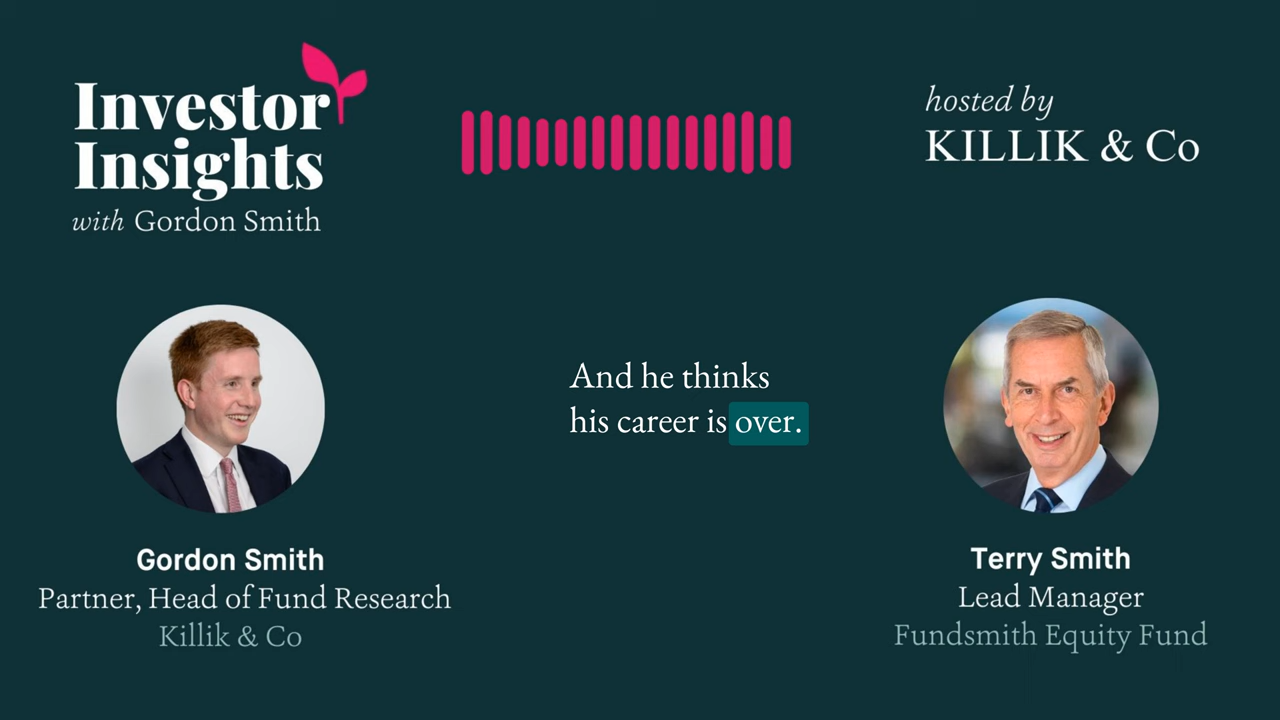 Investor
Insights
with Gordon Smith
hosted by
KILLIK & Co
And he thinks
his career is over.
Gordon Smith
Partner, Head of Fund Research
Killik & Co
Terry Smith
Lead Manager
Fundsmith Equity Fund